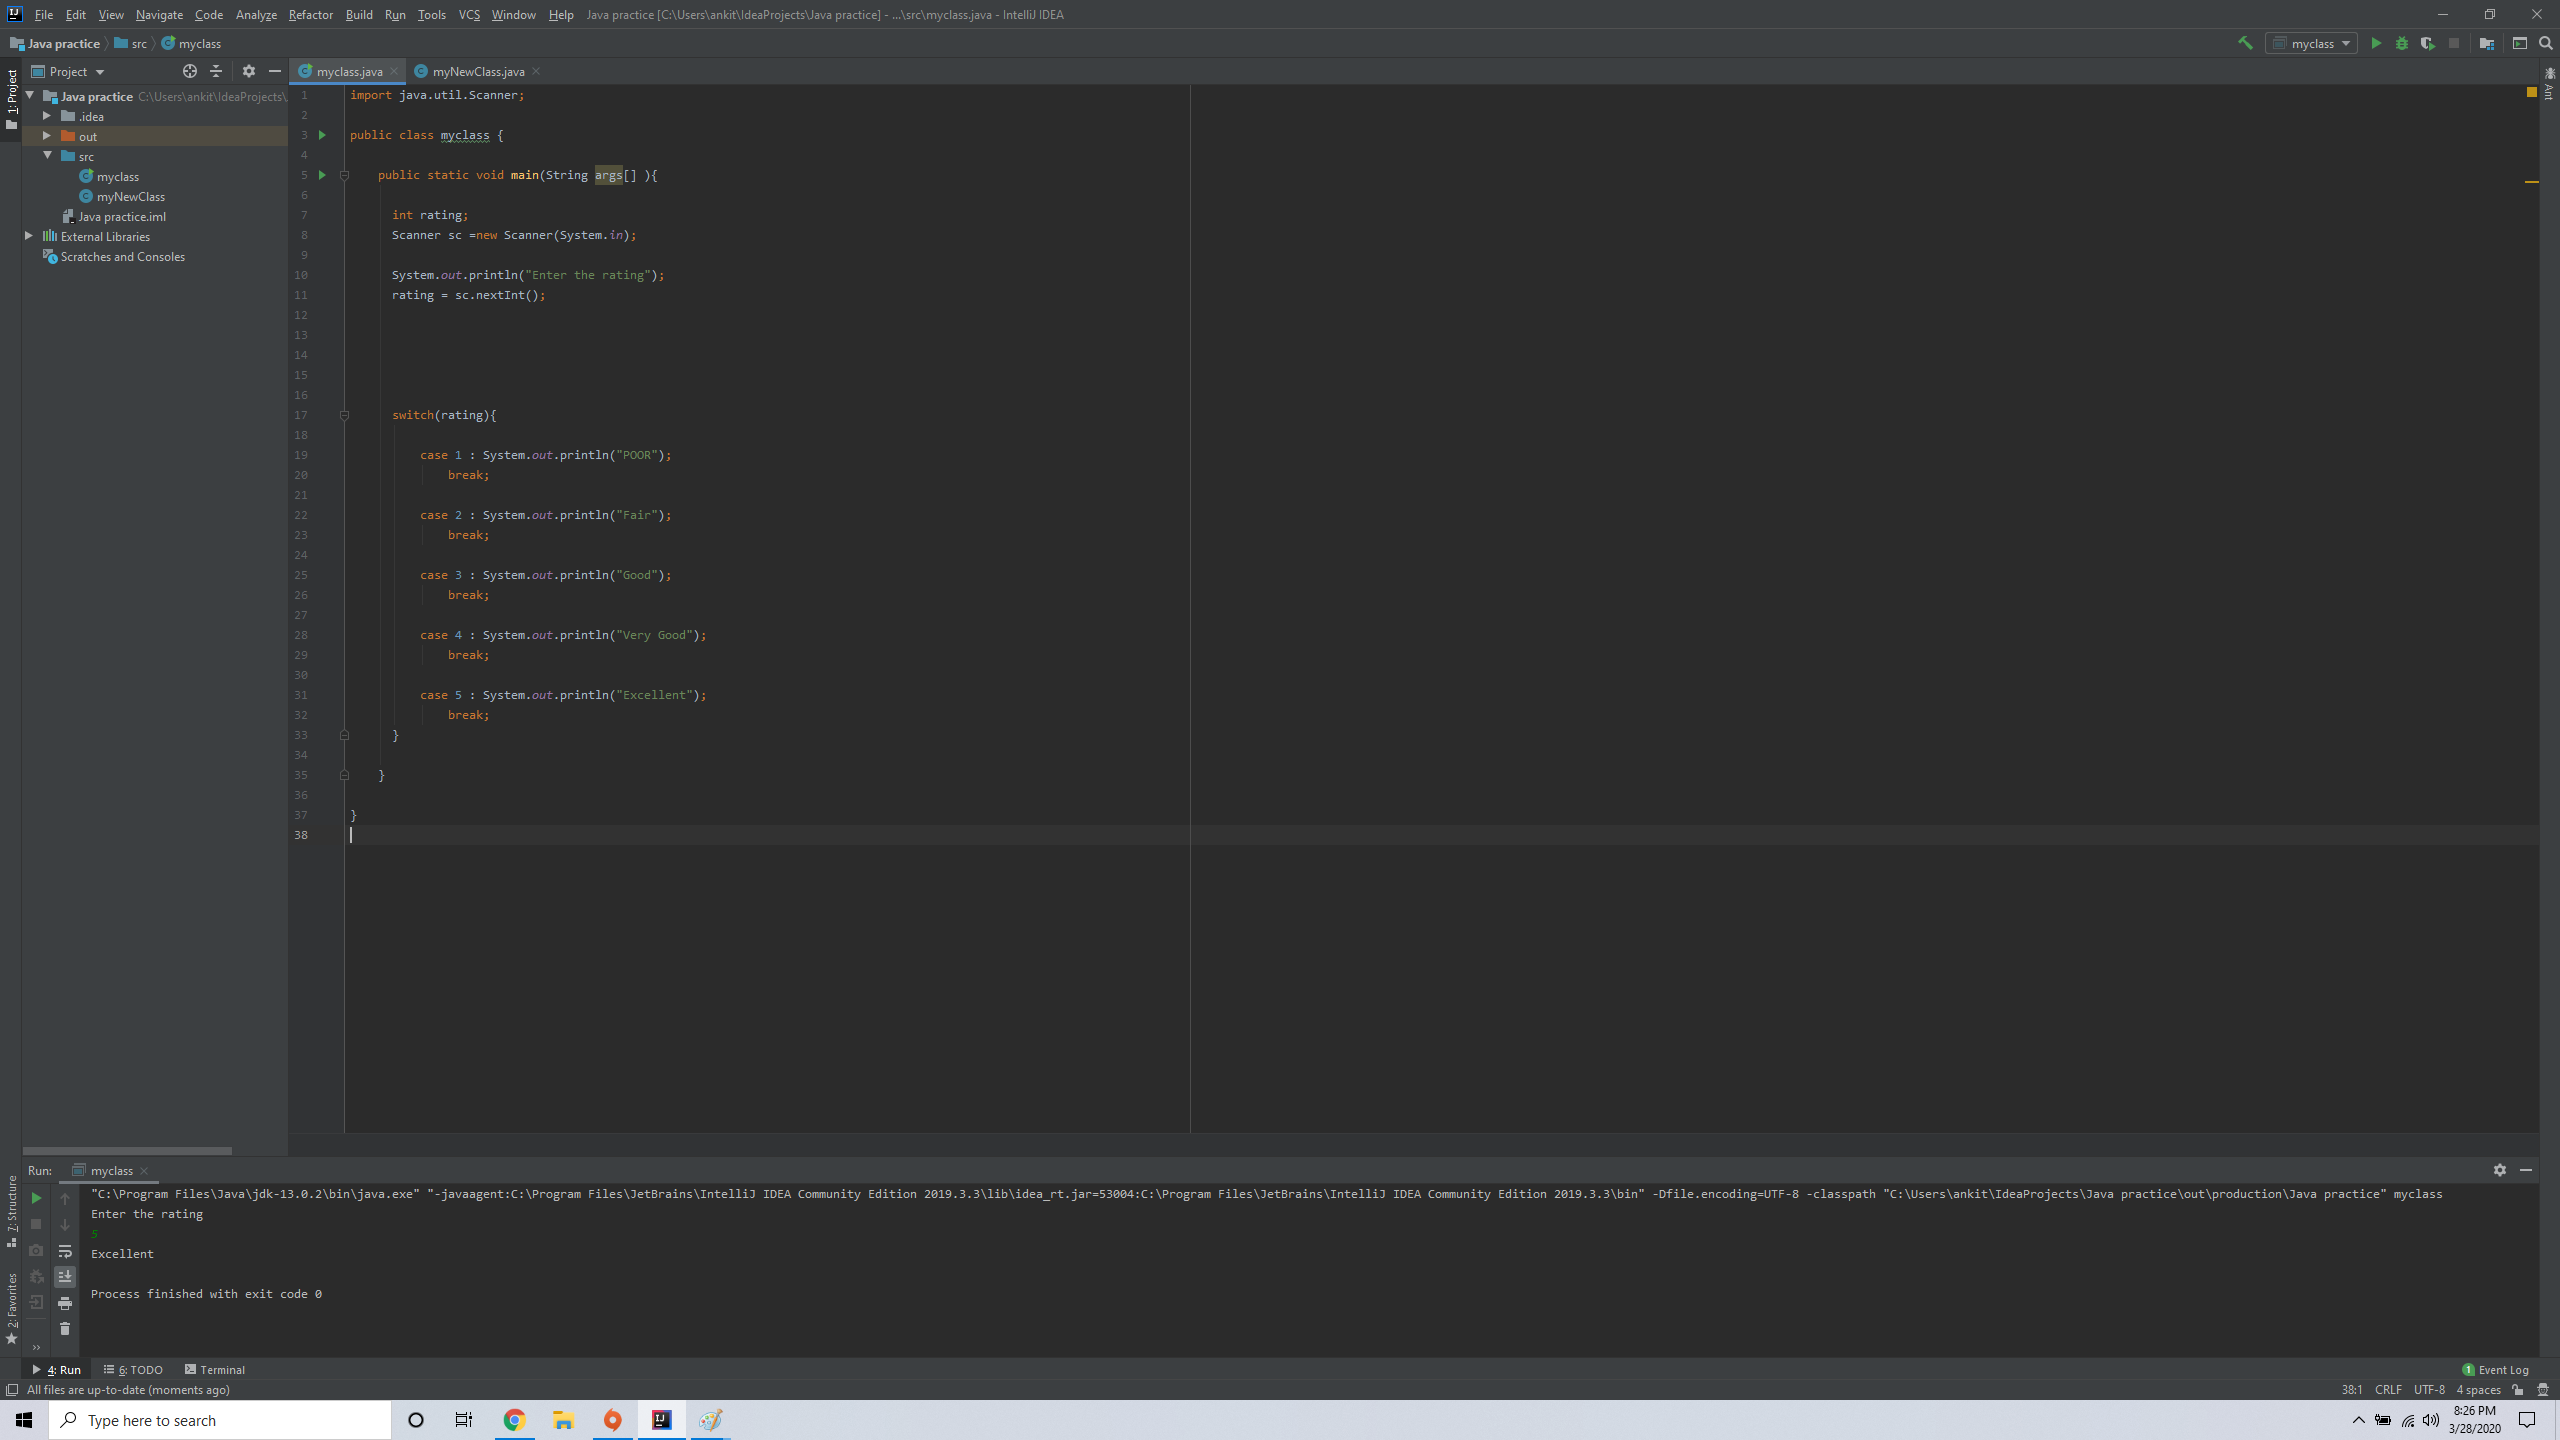 File Edit View Navigate Code Analyze Refactor Build Run Tools VCS Window Help Java practice [C:\Users\ankit\IdeaProjects\Java practice] - ...\src\myclass.java - IntelliJ IDEA
Java practice src myclass
myclass
1: Project
Project
myclass.java myNewClass.java
Ant
Java practice C:\Users\ankit\IdeaProjects\
.idea
out
src
myclass
myNewClass
Java practice.iml
External Libraries
Scratches and Consoles
1 import java.util.Scanner;
2
3 public class myclass {
4
5 public static void main(String args[] ){
6
7 int rating;
8 Scanner sc =new Scanner(System.in);
9
10 System.out.println("Enter the rating");
11 rating = sc.nextInt();
12
13
14
15
16
17 switch(rating){
18
19 case 1 : System.out.println("POOR");
20 break;
21
22 case 2 : System.out.println("Fair");
23 break;
24
25 case 3 : System.out.println("Good");
26 break;
27
28 case 4 : System.out.println("Very Good");
29 break;
30
31 case 5 : System.out.println("Excellent");
32 break;
33 }
34
35 }
36
37 }
38
Run: myclass
7: Structure
2: Favorites
"C:\Program Files\Java\jdk-13.0.2\bin\java.exe" "-javaagent:C:\Program Files\JetBrains\IntelliJ IDEA Community Edition 2019.3.3\lib\idea_rt.jar=53004:C:\Program Files\JetBrains\IntelliJ IDEA Community Edition 2019.3.3\bin" -Dfile.encoding=UTF-8 -classpath "C:\Users\ankit\IdeaProjects\Java practice\out\production\Java practice" myclass
Enter the rating
5
Excellent
Process finished with exit code 0
4: Run 6: TODO Terminal 1 Event Log
All files are up-to-date (moments ago) 38:1 CRLF UTF-8 4 spaces
Type here to search
8:26 PM
3/28/2020